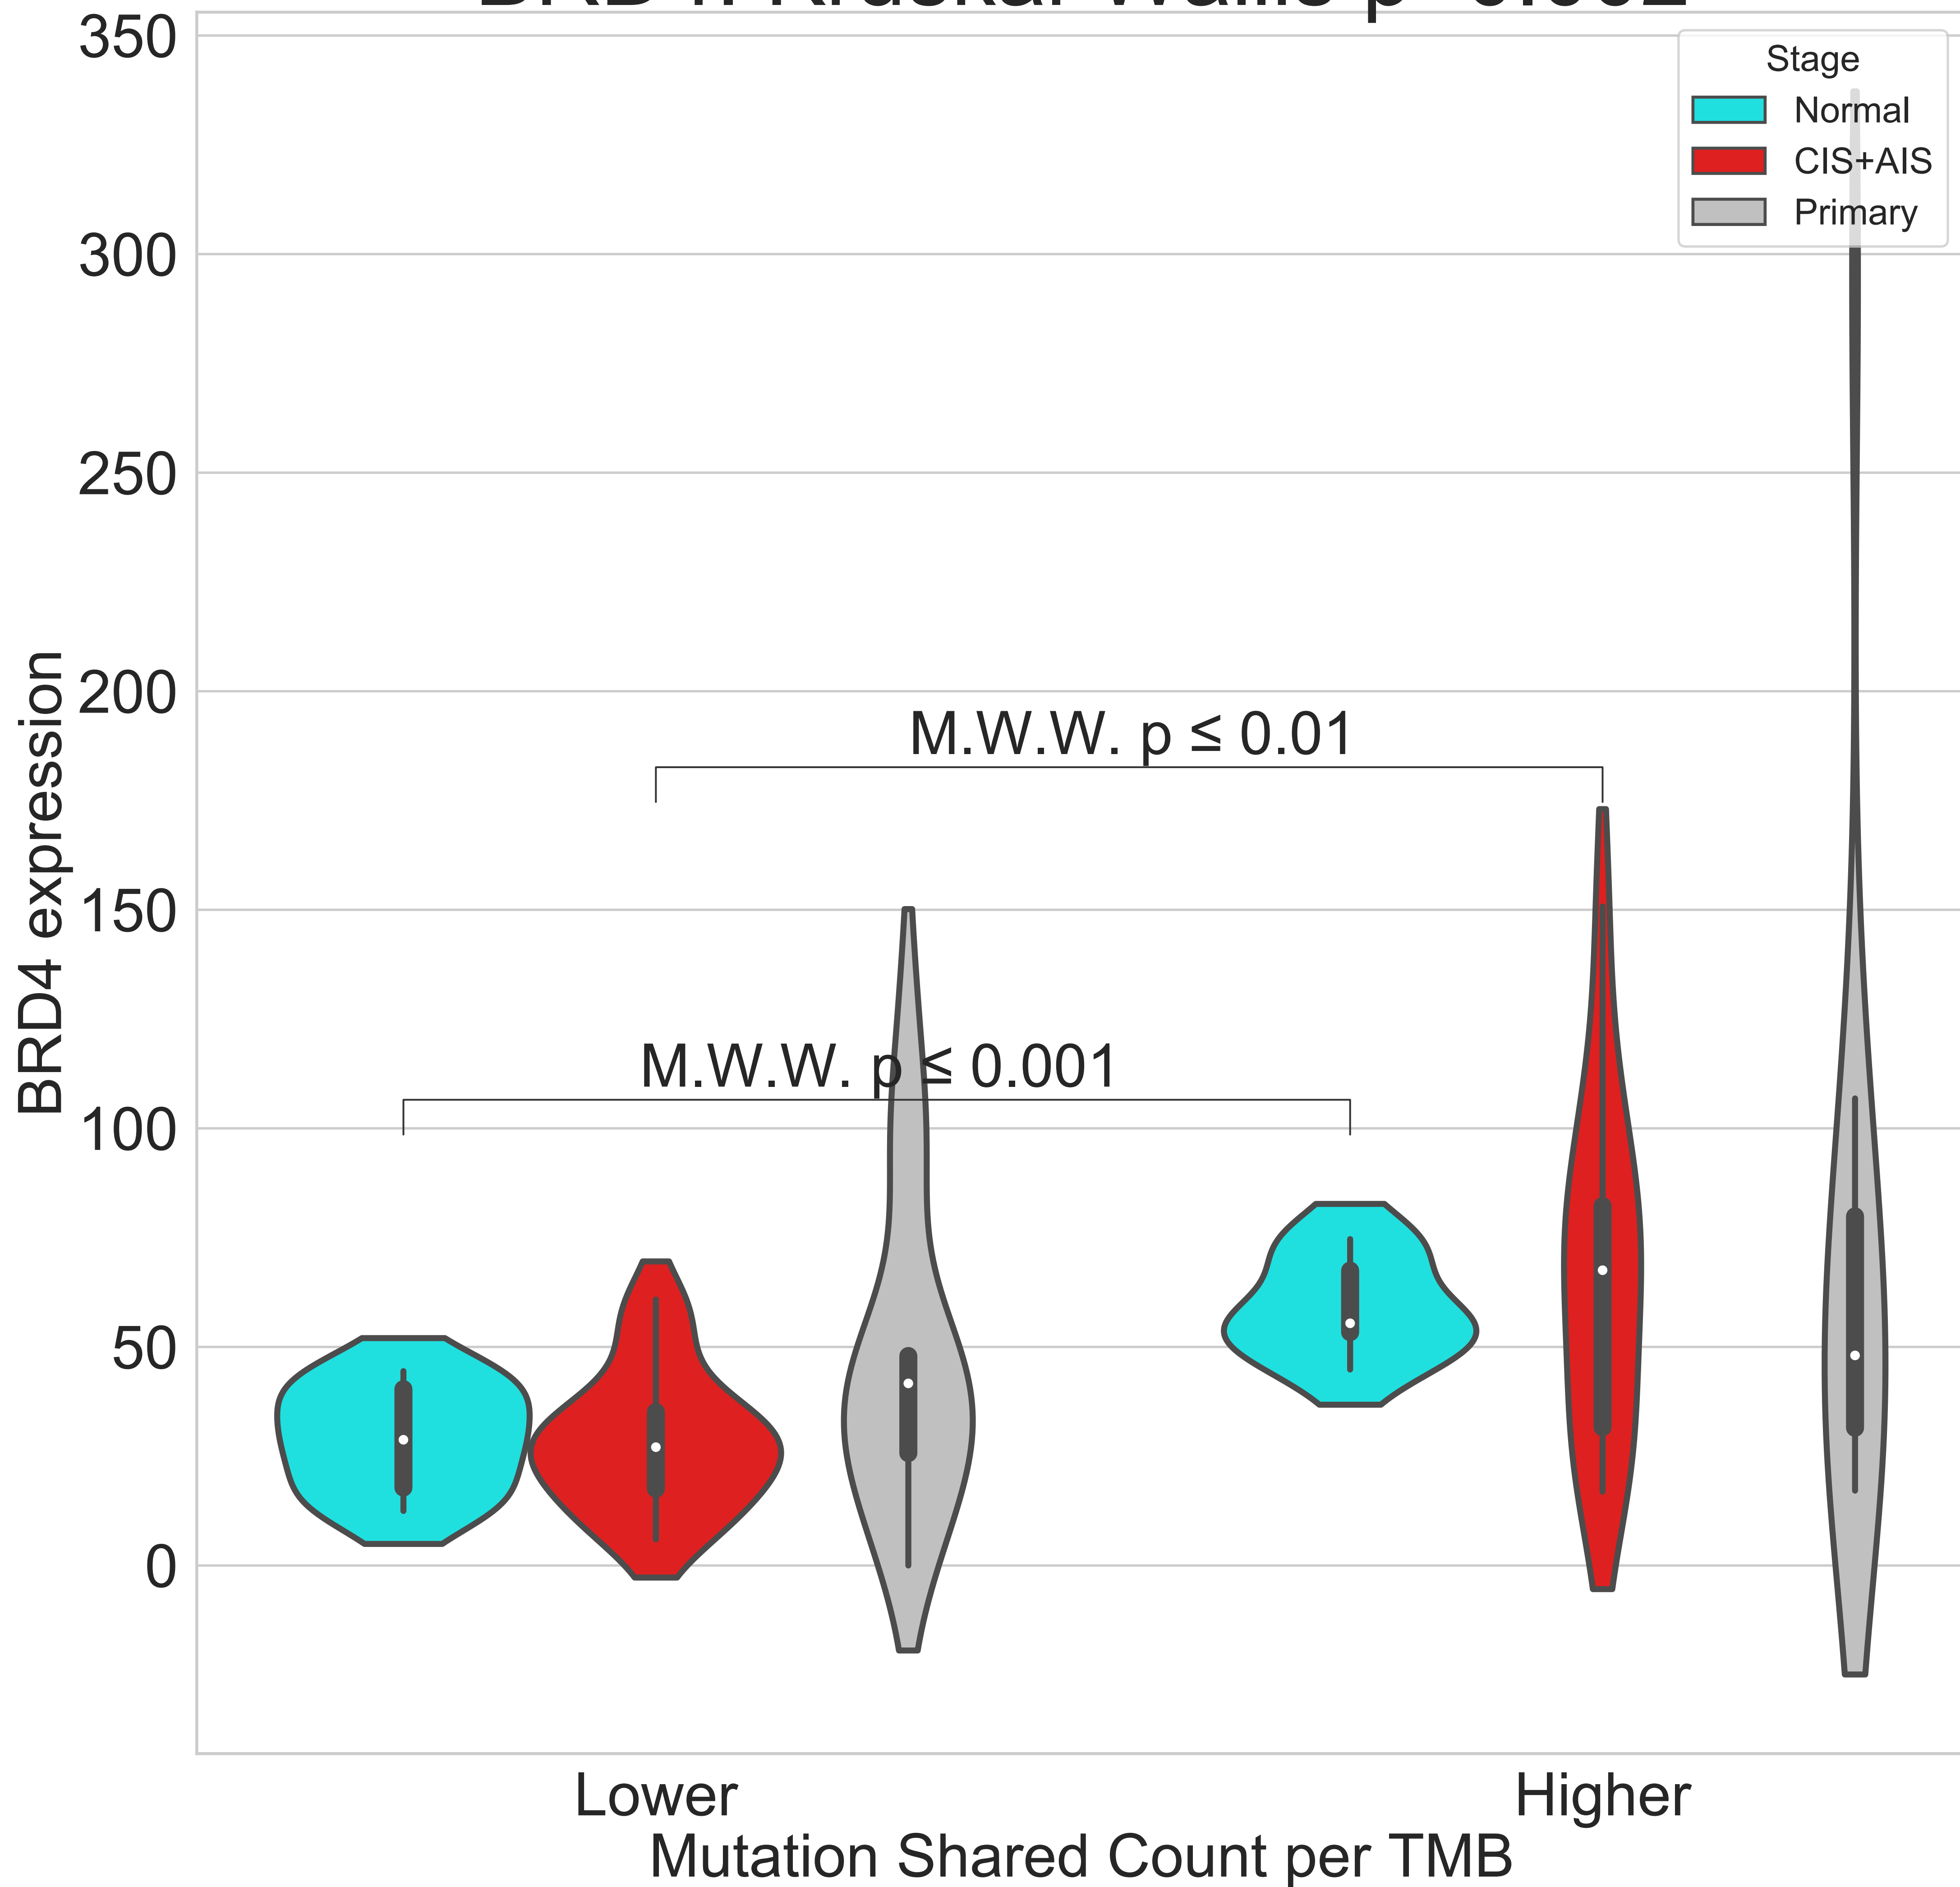 350
300
250
200
150
100
50
0
BRD4 expression
Stage
Normal
CIS+AIS
Primary
M.W.W. p ≤ 0.01
M.W.W. p ≤ 0.001
Lower
Higher
Mutation Shared Count per TMB